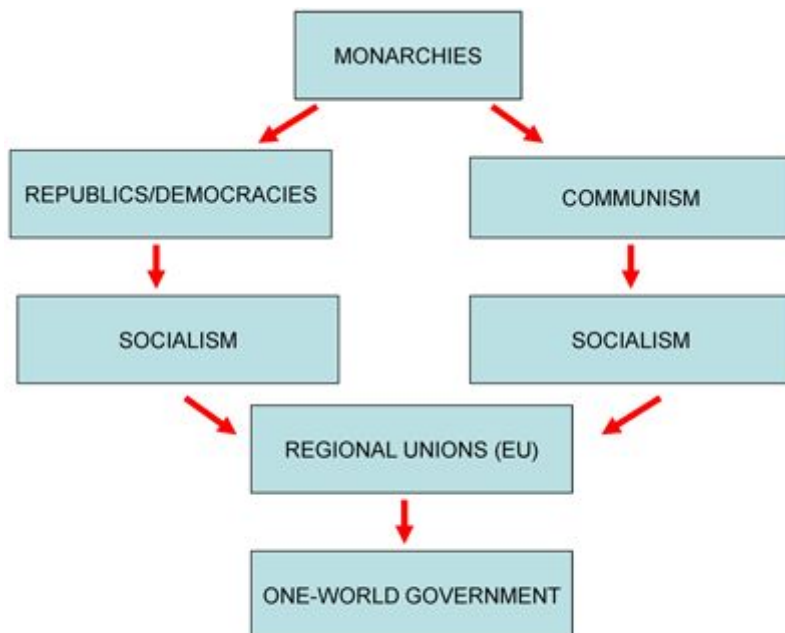 MONARCHIES
REPUBLICS/DEMOCRACIES
COMMUNISM
SOCIALISM
SOCIALISM
REGIONAL UNIONS (EU)
ONE-WORLD GOVERNMENT